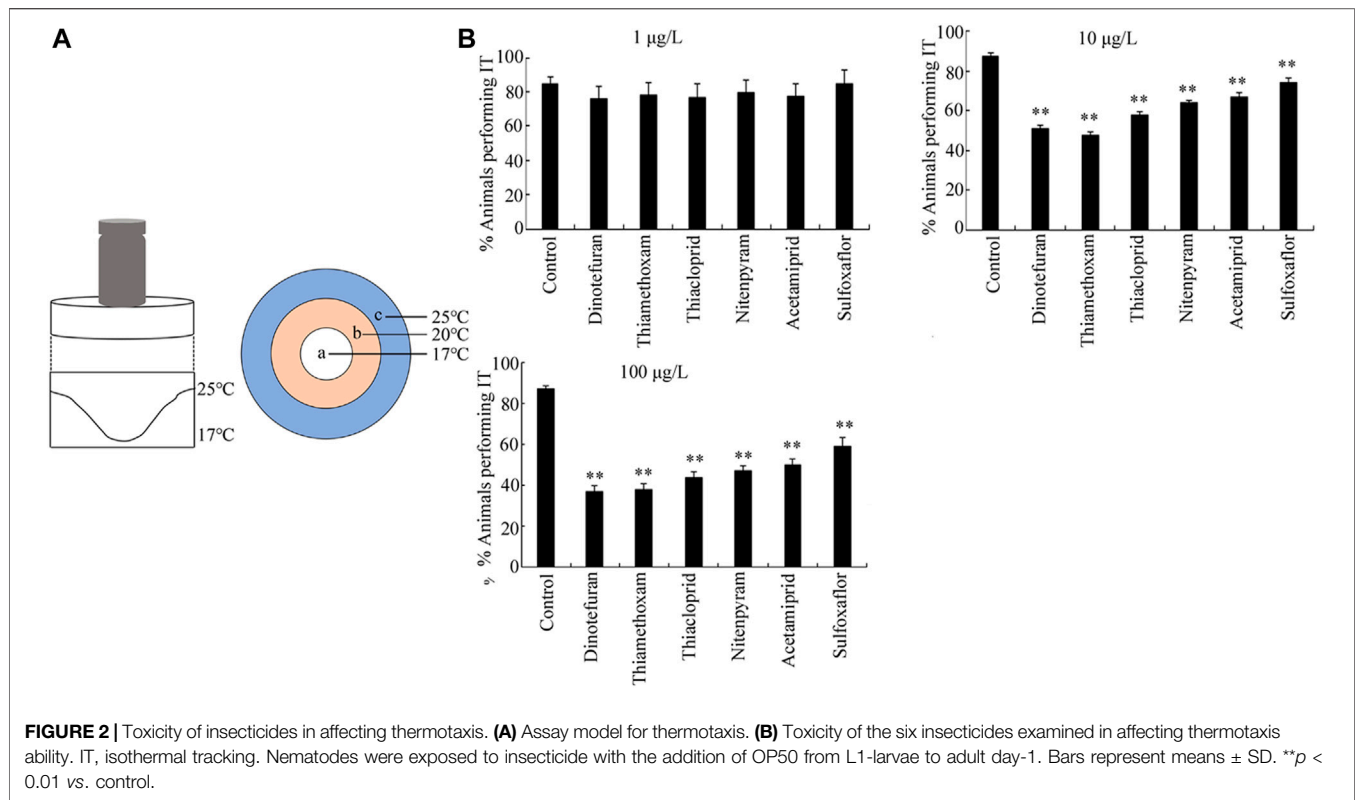 A
25°C
17°C
c
25°C
b
20°C
a
17°C
B
1 µg/L
% Animals performing IT
100
80
60
40
20
0
Control
Dinotefuran
Thiamethoxam
Thiacloprid
Nitenpyram
Acetamiprid
Sulfoxaflor
10 µg/L
% Animals performing IT
100
80
60
40
20
0
**
**
**
**
**
**
Control
Dinotefuran
Thiamethoxam
Thiacloprid
Nitenpyram
Acetamiprid
Sulfoxaflor
100 µg/L
% Animals performing IT
100
80
60
40
20
0
**
**
**
**
**
**
%
Control
Dinotefuran
Thiamethoxam
Thiacloprid
Nitenpyram
Acetamiprid
Sulfoxaflor
FIGURE 2 | Toxicity of insecticides in affecting thermotaxis. (A) Assay model for thermotaxis. (B) Toxicity of the six insecticides examined in affecting thermotaxis
ability. IT, isothermal tracking. Nematodes were exposed to insecticide with the addition of OP50 from L1-larvae to adult day-1. Bars represent means ± SD. **p <
0.01 vs. control.